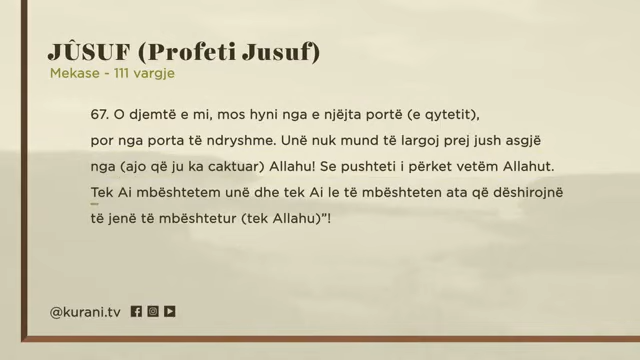 JÛSUF (Profeti Jusuf)
Mekase - 111 vargje
67. O djemtë e mi, mos hyni nga e njëjta portë (e qytetit),
por nga porta të ndryshme. Unë nuk mund të largoj prej jush asgjë
nga (ajo që ju ka caktuar) Allahu! Se pushteti i përket vetëm Allahut.
Tek Ai mbështetem unë dhe tek Ai le të mbështeten ata që dëshirojnë
të jenë të mbështetur (tek Allahu)”!
@kurani.tv